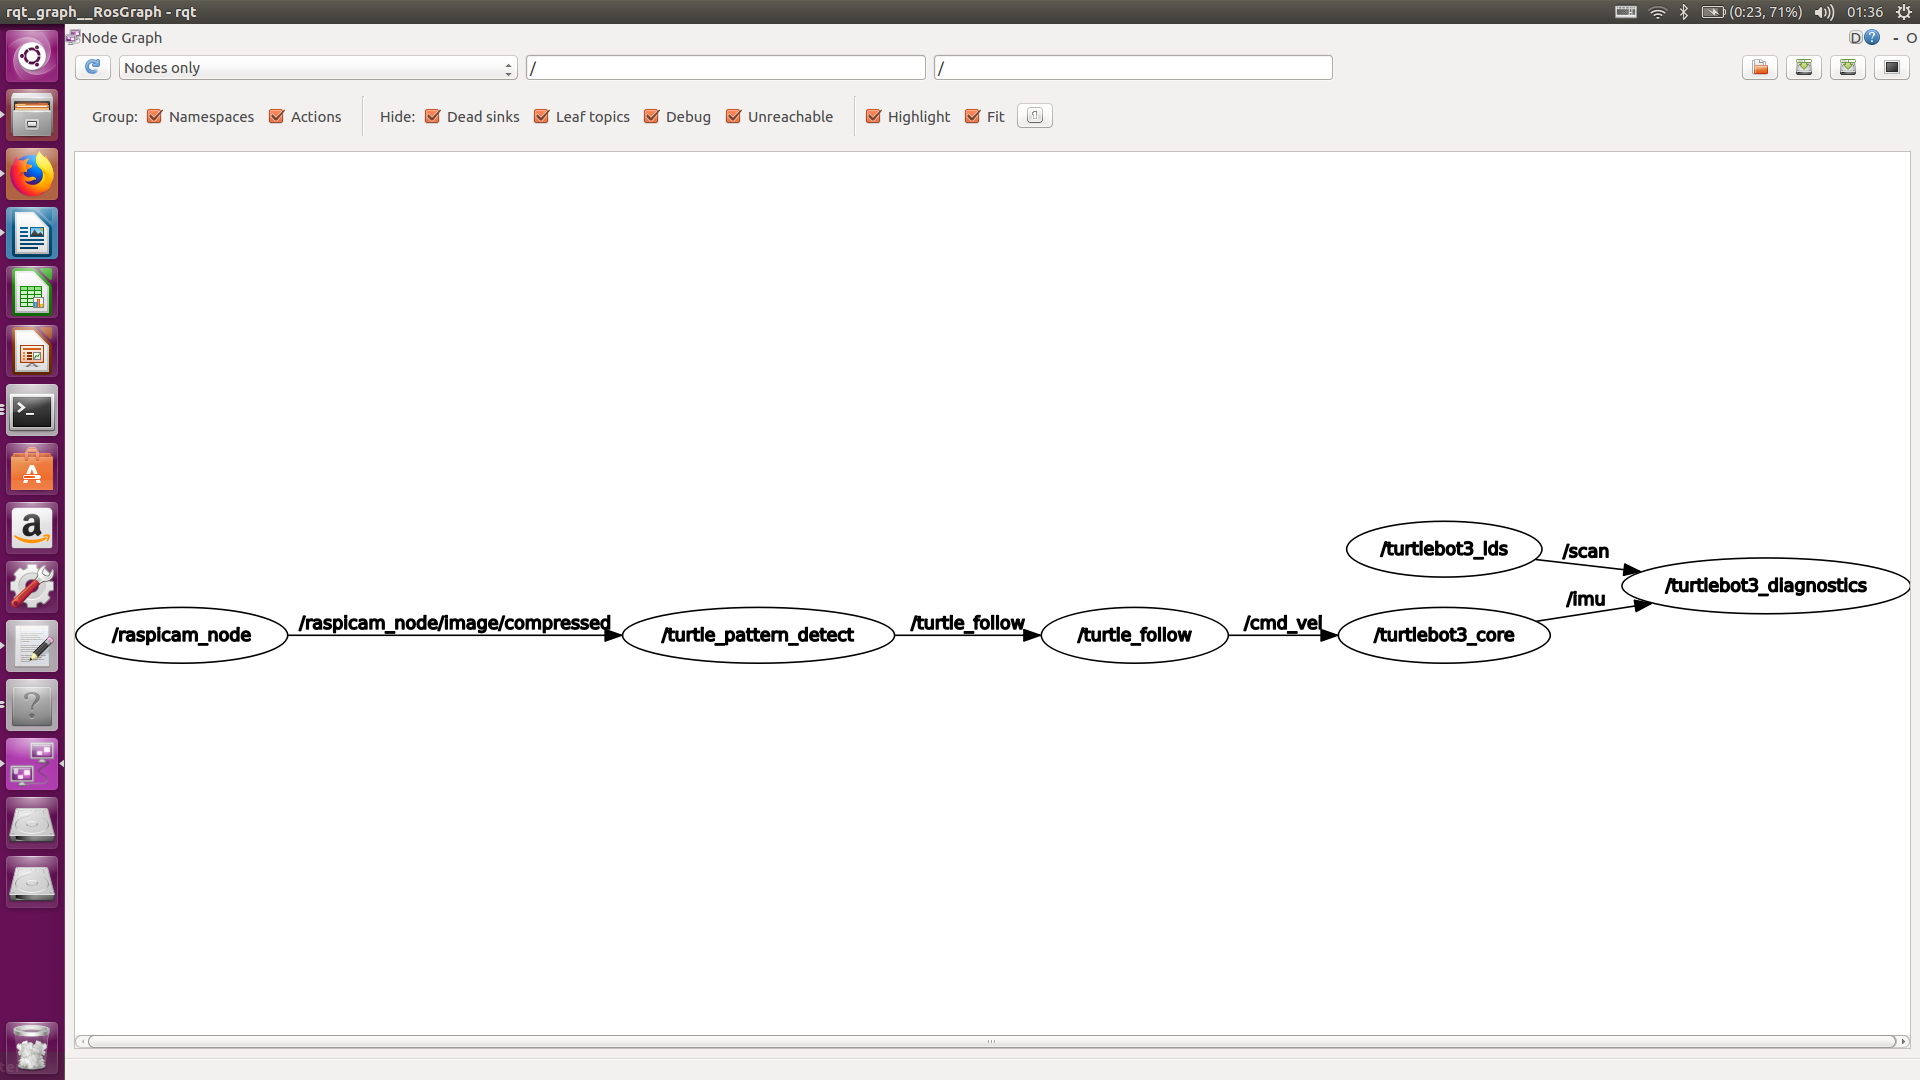 rqt_graph__RosGraph - rqt
(0:23, 71%)
01:36
Node Graph
D
?
- O
Nodes only
/
/
Group:
Namespaces
Actions
Hide:
Dead sinks
Leaf topics
Debug
Unreachable
Highlight
Fit
/turtlebot3_lds
/scan
/turtlebot3_diagnostics
/imu
/raspicam_node
/raspicam_node/image/compressed
/turtle_pattern_detect
/turtle_follow
/turtle_follow
/cmd_vel
/turtlebot3_core